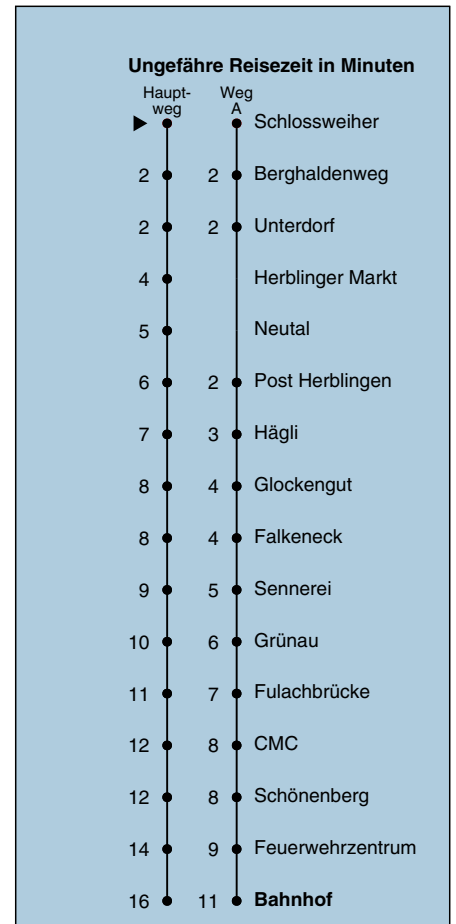 Ungefähre Reisezeit in Minuten
Haupt- Weg
weg A
Schlossweiher
2 2 Berghaldenweg
2 2 Unterdorf
4 Herblinger Markt
5 Neutal
6 2 Post Herblingen
7 3 Hägli
8 4 Glockengut
8 4 Falkeneck
9 5 Sennerei
10 6 Grünau
11 7 Fulachbrücke
12 8 CMC
12 8 Schönenberg
14 9 Feuerwehrzentrum
16 11 Bahnhof